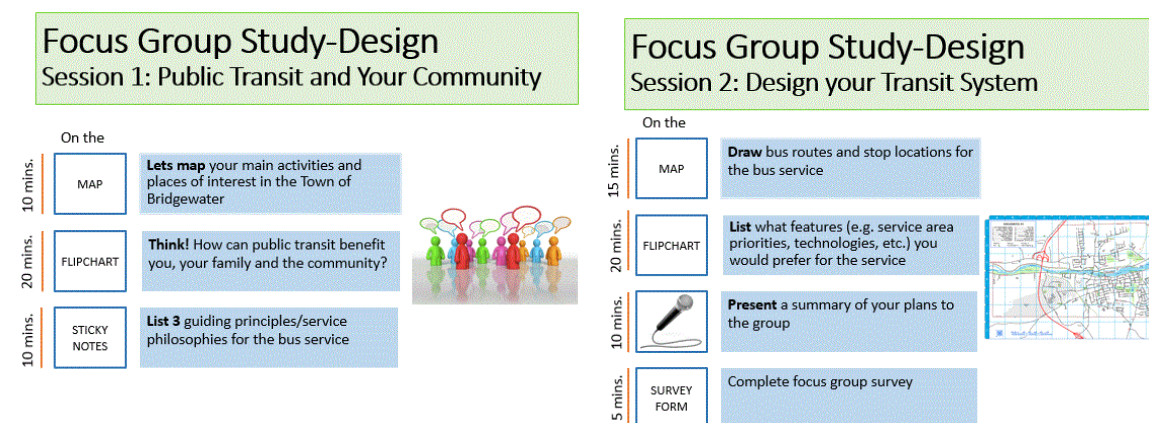 Focus Group Study-Design
Session 1: Public Transit and Your Community
On the
10 mins.
MAP
Lets map your main activities and
places of interest in the Town of
Bridgewater
20 mins.
FLIPCHART
Think! How can public transit benefit
you, your family and the community?
10 mins.
STICKY
NOTES
List 3 guiding principles/service
philosophies for the bus service
Focus Group Study-Design
Session 2: Design your Transit System
On the
15 mins.
MAP
Draw bus routes and stop locations for
the bus service
20 mins.
FLIPCHART
List what features (e.g. service area
priorities, technologies, etc.) you
would prefer for the service
10 mins.
Present a summary of your plans to
the group
5 mins.
SURVEY
FORM
Complete focus group survey